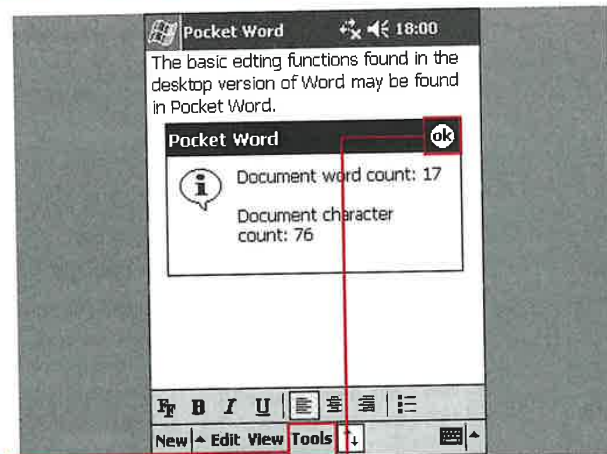 Pocket Word 18:00
The basic edting functions found in the
desktop version of Word may be found
in Pocket Word.
Pocket Word ok
Document word count: 17
Document character
count: 76
New Edit View Tools